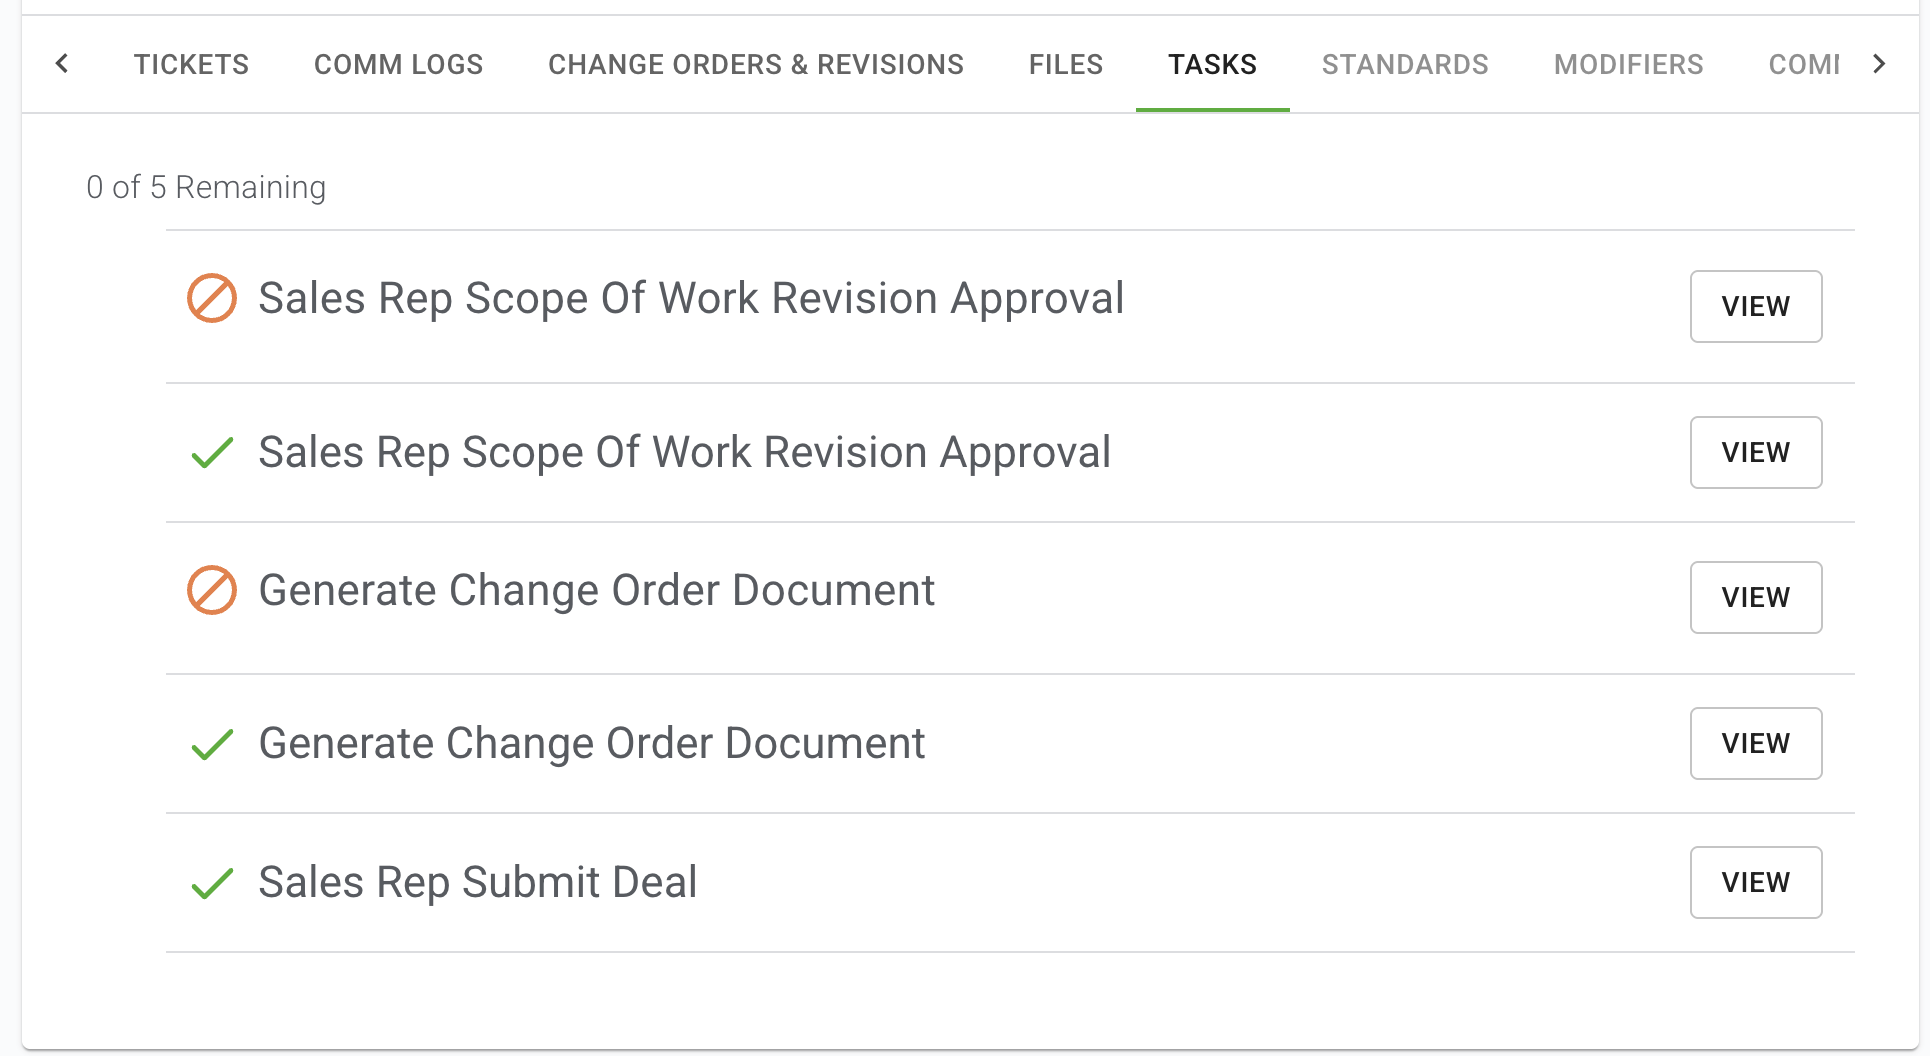 TICKETS COMM LOGS CHANGE ORDERS & REVISIONS FILES TASKS STANDARDS MODIFIERS
0 of 5 Remaining
Sales Rep Scope Of Work Revision Approval VIEW
Sales Rep Scope Of Work Revision Approval VIEW
Generate Change Order Document VIEW
Generate Change Order Document VIEW
Sales Rep Submit Deal VIEW